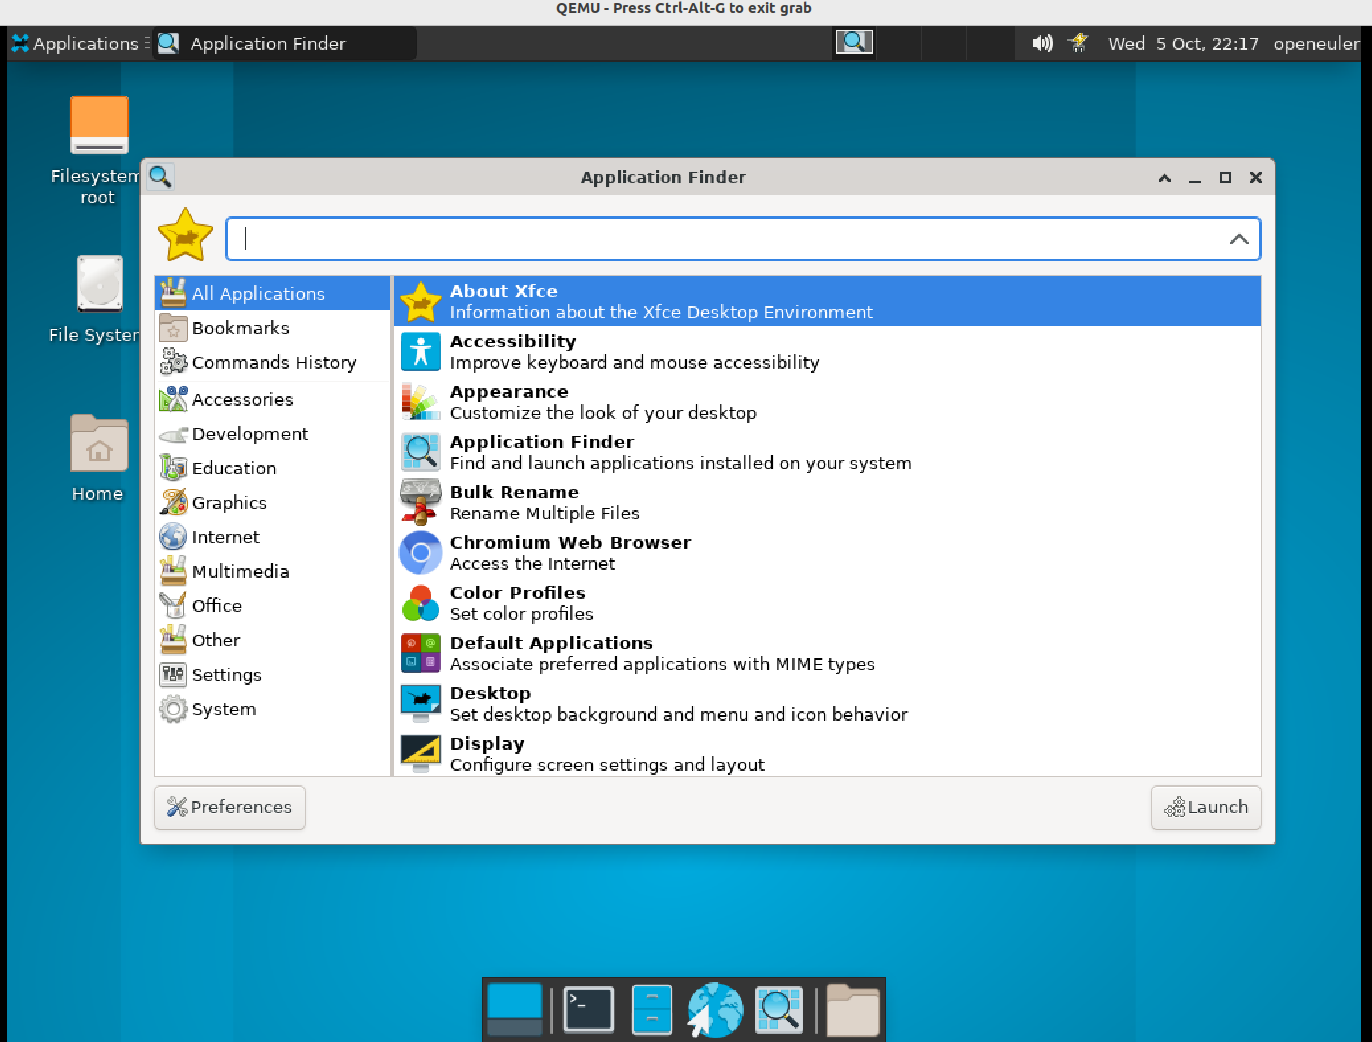 QEMU - Press Ctrl-Alt-G to exit grab
Applications
Application Finder
Wed 5 Oct, 22:17
openeuler
Filesystem
root
File System
Home
Application Finder
All Applications
Bookmarks
Commands History
Accessories
Development
Education
Graphics
Internet
Multimedia
Office
Other
Settings
System
About Xfce
Information about the Xfce Desktop Environment
Accessibility
Improve keyboard and mouse accessibility
Appearance
Customize the look of your desktop
Application Finder
Find and launch applications installed on your system
Bulk Rename
Rename Multiple Files
Chromium Web Browser
Access the Internet
Color Profiles
Set color profiles
Default Applications
Associate preferred applications with MIME types
Desktop
Set desktop background and menu and icon behavior
Display
Configure screen settings and layout
Preferences
Launch